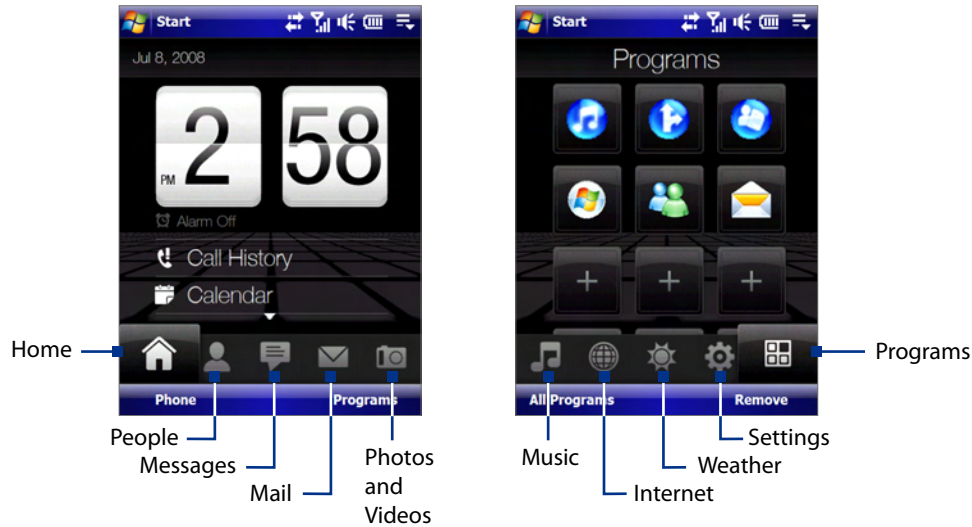 Start
Jul 8, 2008
2
PM
58
Alarm Off
Call History
Calendar
Phone
Programs
Home
People
Messages
Mail
Photos
and
Videos
Start
Programs
All Programs
Remove
Programs
Music
Internet
Weather
Settings